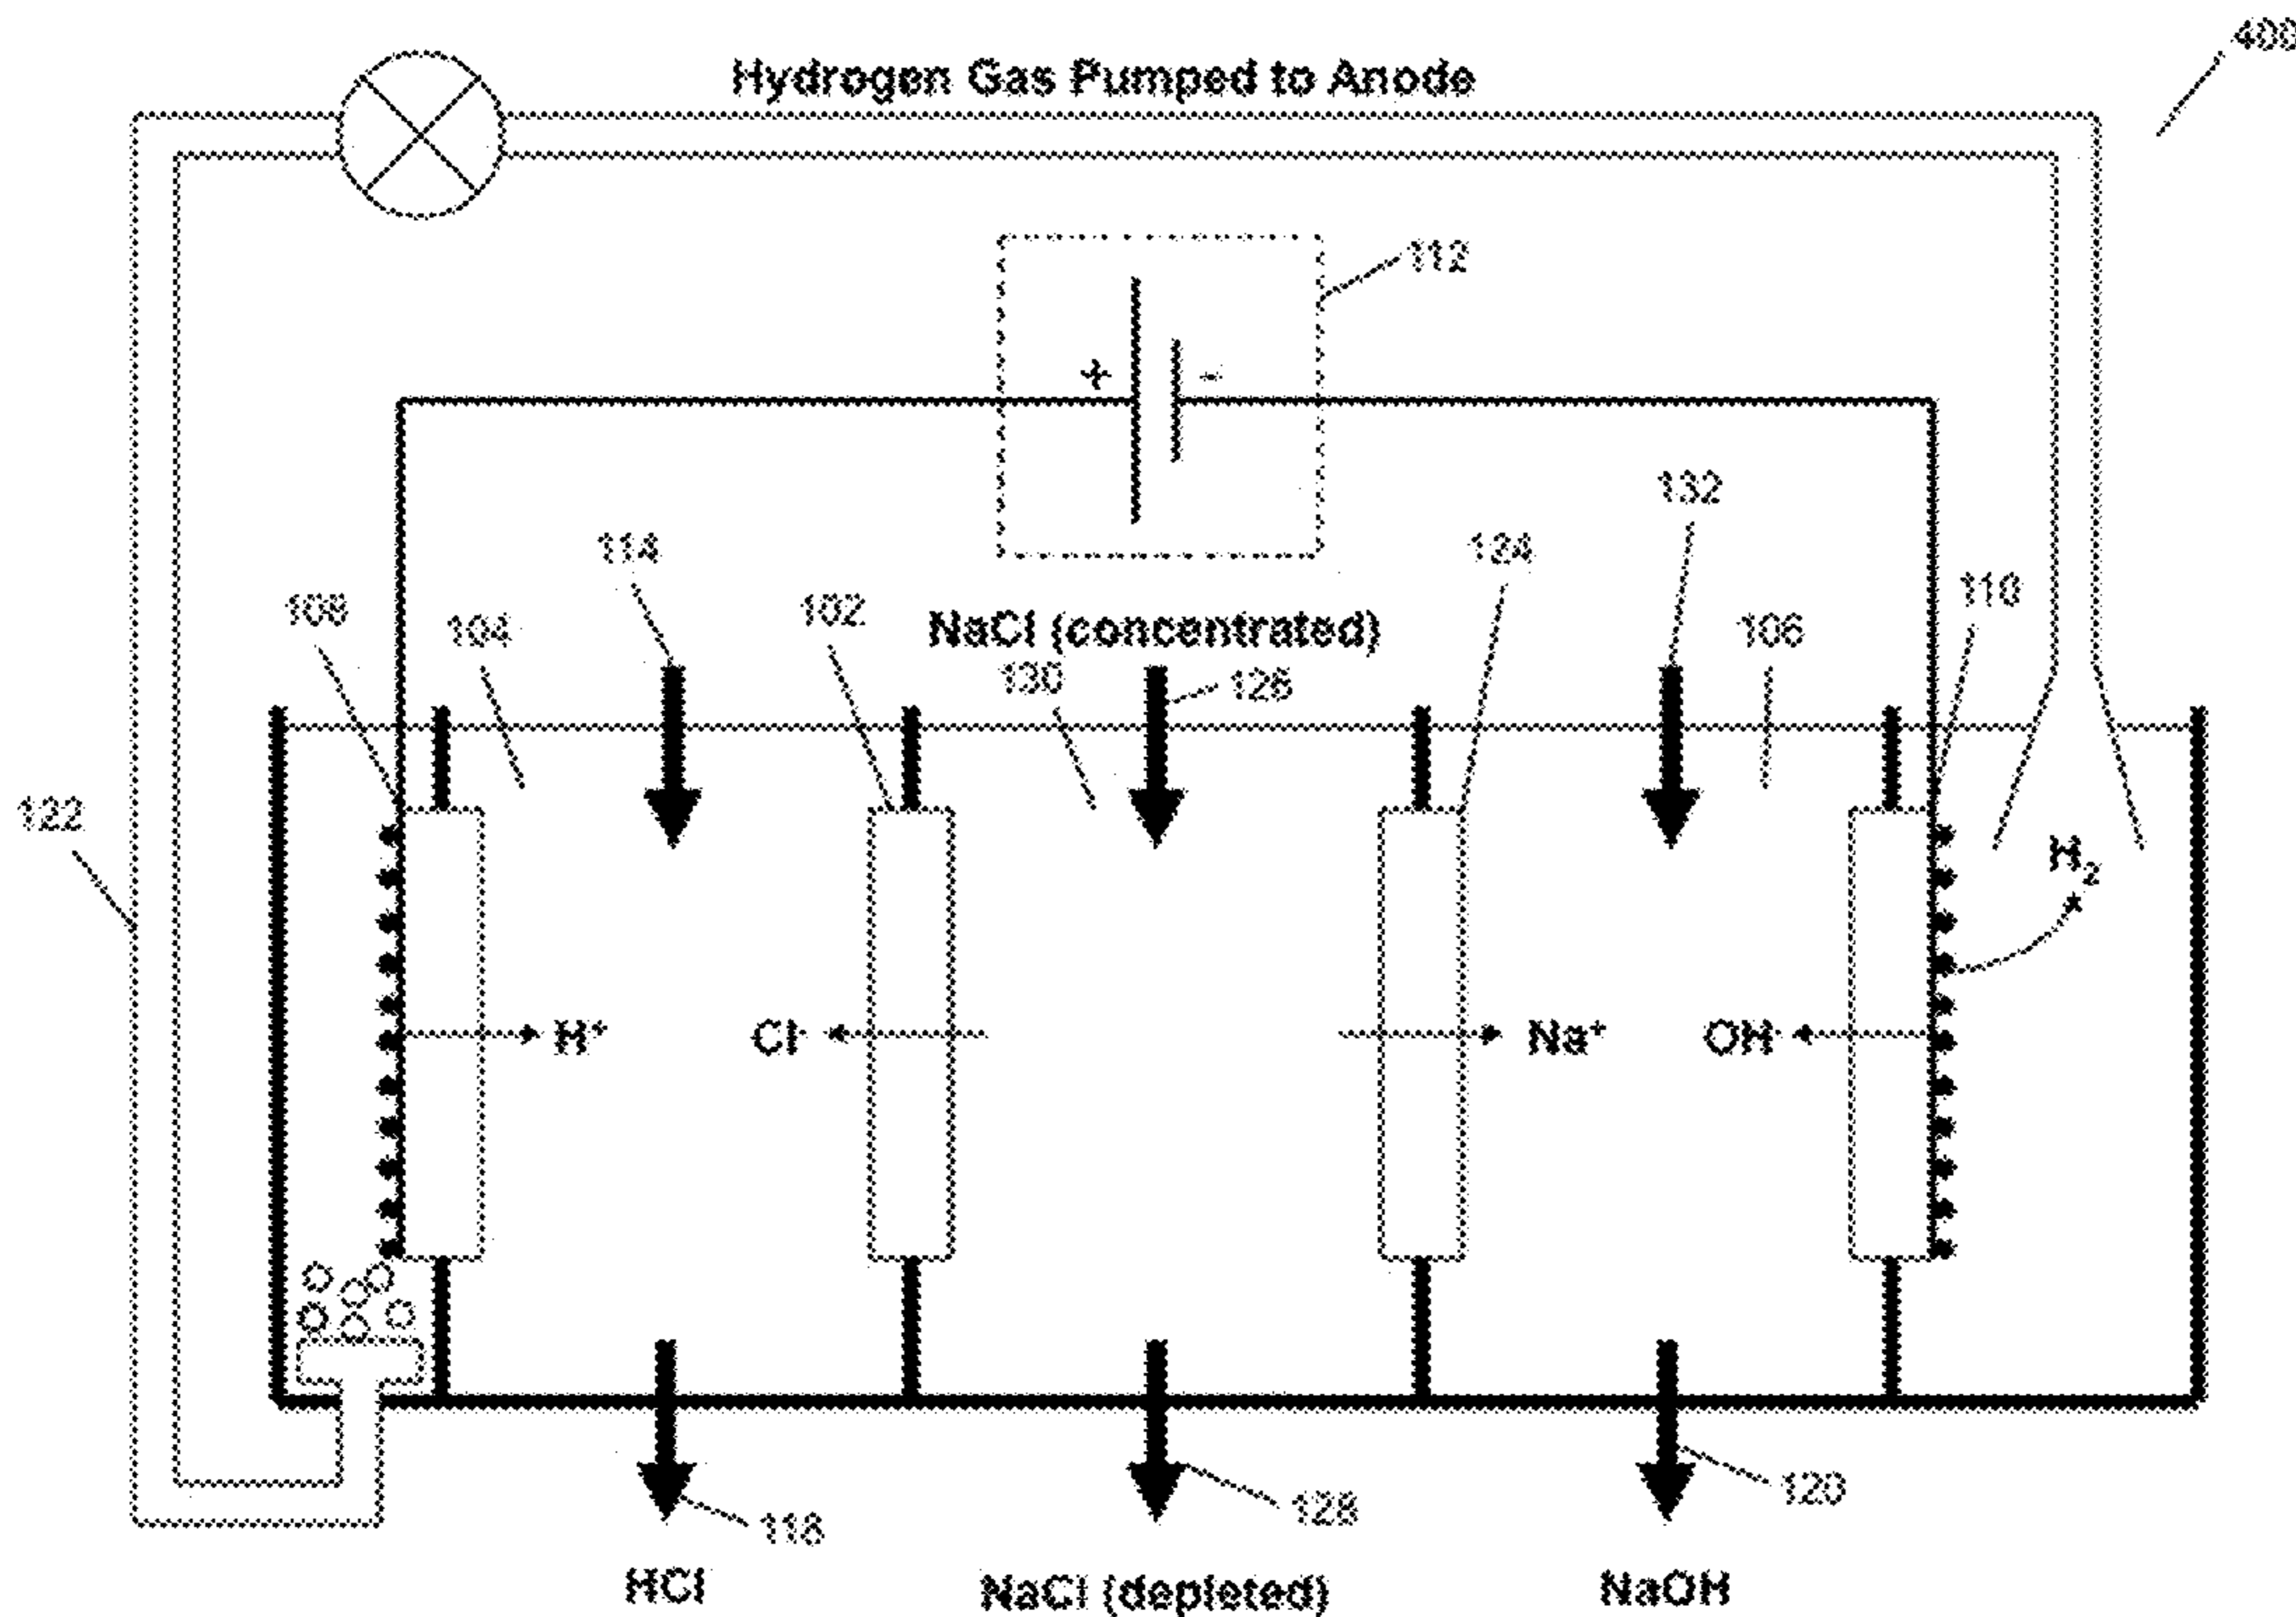 400
Hydrogen Gas Pumped to Anode
112
+ -
132
114
124
108
104
102
NaCl (concentrated)
106
110
130
126
122
H2
H+
Cl-
Na+
OH-
118
128
120
HCl
NaCl (depleted)
NaOH